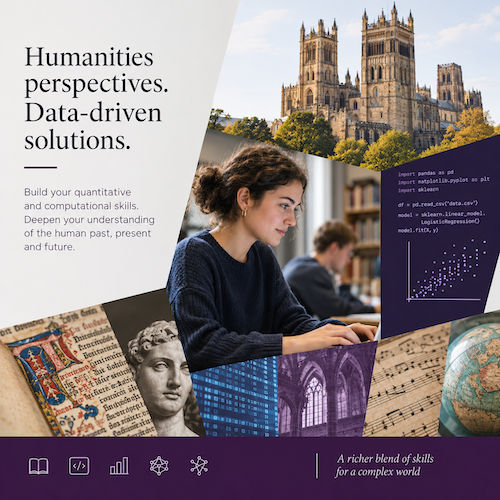 Humanities
perspectives.
Data-driven
solutions.
Build your quantitative
and computational skills.
Deepen your understanding
of the human past, present
and future.
import pandas as pd
import matplotlib.pyplot as plt
import sklearn
df = pd.read_csv("data.csv")
model = sklearn.linear_model.
LogisticRegression()
model.fit(X, y)
</>
A richer blend of skills
for a complex world